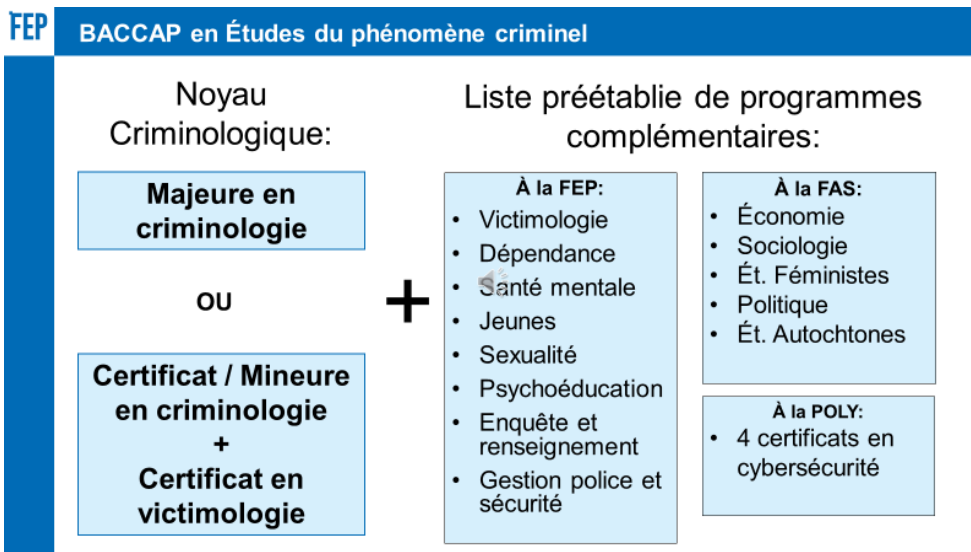 FEP
BACCAP en Études du phénomène criminel
Noyau
Criminologique:
Majeure en
criminologie
OU
Certificat / Mineure
en criminologie
+
Certificat en
victimologie
+
Liste préétablie de programmes
complémentaires:
À la FEP:
• Victimologie
• Dépendance
• Santé mentale
• Jeunes
• Sexualité
• Psychoéducation
• Enquête et
renseignement
• Gestion police et
sécurité
À la FAS:
• Économie
• Sociologie
• Ét. Féministes
• Politique
• Ét. Autochtones
À la POLY:
• 4 certificats en
cybersécurité